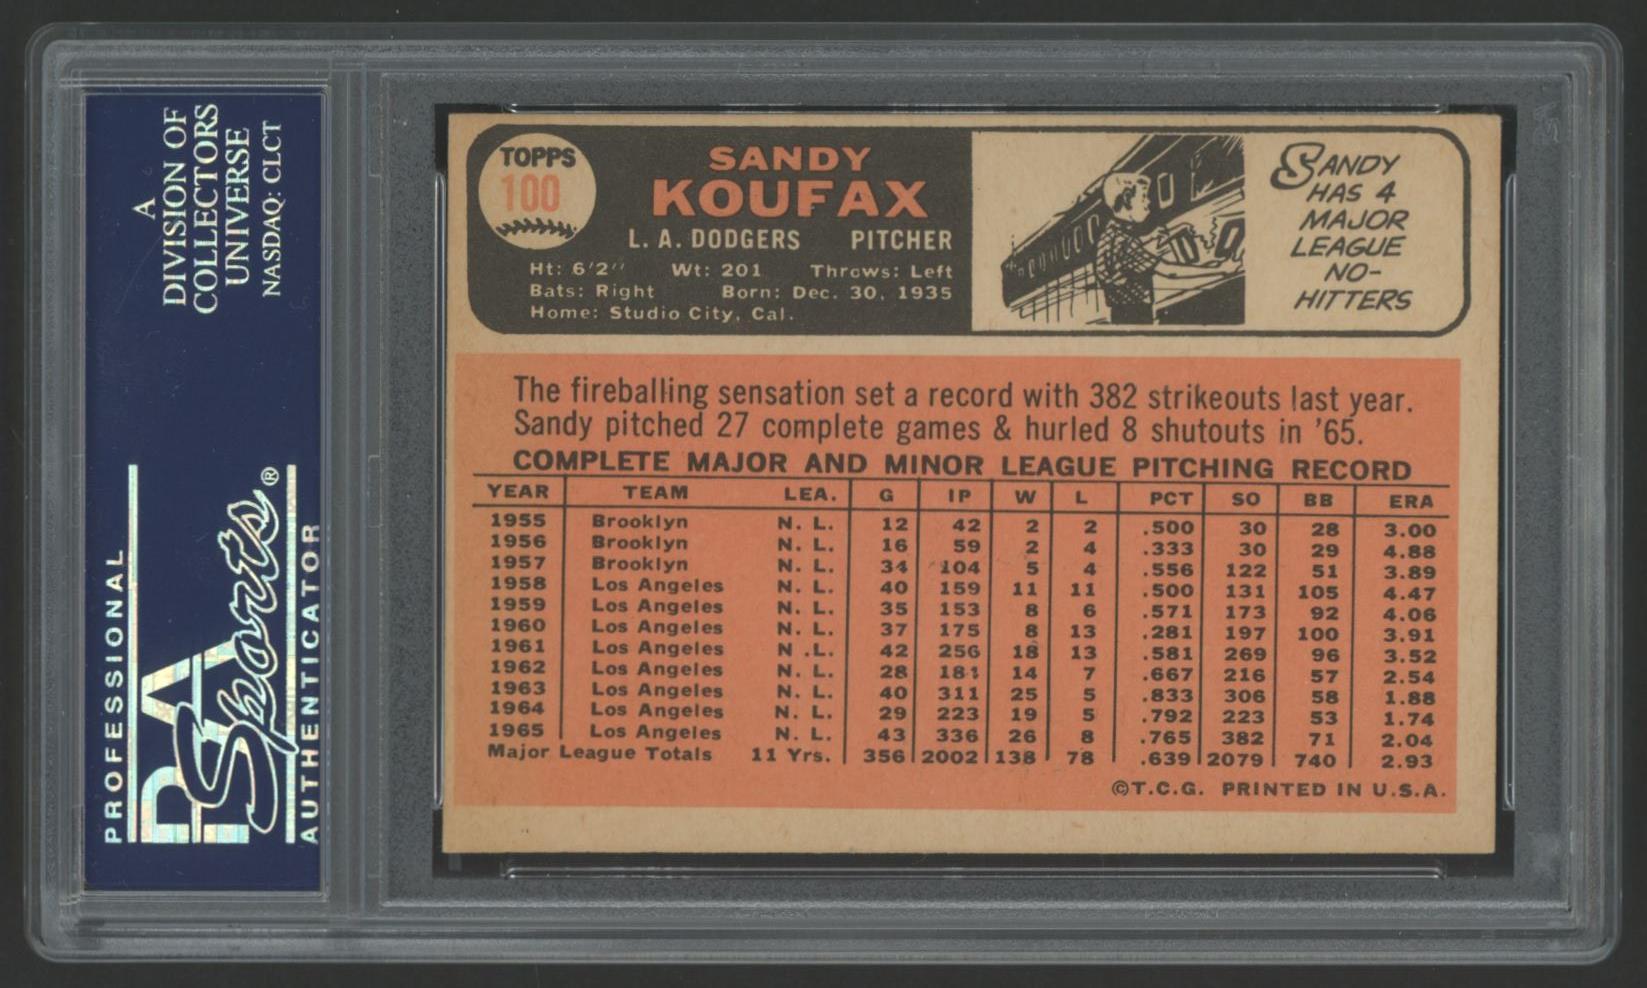 A
DIVISION OF
COLLECTORS
UNIVERSE
NASDAQ: CLCT
PROFESSIONAL
PSA
Sports®
AUTHENTICATOR
TOPPS
100
SANDY
KOUFAX
L. A. DODGERS PITCHER
Ht: 6'2" Wt: 201 Throws: Left
Bats: Right Born: Dec. 30, 1935
Home: Studio City, Cal.
SANDY
HAS 4
MAJOR
LEAGUE
NO-
HITTERS
The fireballing sensation set a record with 382 strikeouts last year.
Sandy pitched 27 complete games & hurled 8 shutouts in '65.
COMPLETE MAJOR AND MINOR LEAGUE PITCHING RECORD
YEAR TEAM LEA. G IP W L PCT SO BB ERA
1955 Brooklyn N. L. 12 42 2 2 .500 30 28 3.00
1956 Brooklyn N. L. 16 59 2 4 .333 30 29 4.88
1957 Brooklyn N. L. 34 104 5 4 .556 122 51 3.89
1958 Los Angeles N. L. 40 159 11 11 .500 131 105 4.47
1959 Los Angeles N. L. 35 153 8 6 .571 173 92 4.06
1960 Los Angeles N. L. 37 175 8 13 .281 197 100 3.91
1961 Los Angeles N .L. 42 256 18 13 .581 269 96 3.52
1962 Los Angeles N. L. 28 184 14 7 .667 216 57 2.54
1963 Los Angeles N. L. 40 311 25 5 .833 306 58 1.88
1964 Los Angeles N. L. 29 223 19 5 .792 223 53 1.74
1965 Los Angeles N. L. 43 336 26 8 .765 382 71 2.04
Major League Totals 11 Yrs. 356 2002 138 78 .639 2079 740 2.93
©T.C.G. PRINTED IN U.S.A.